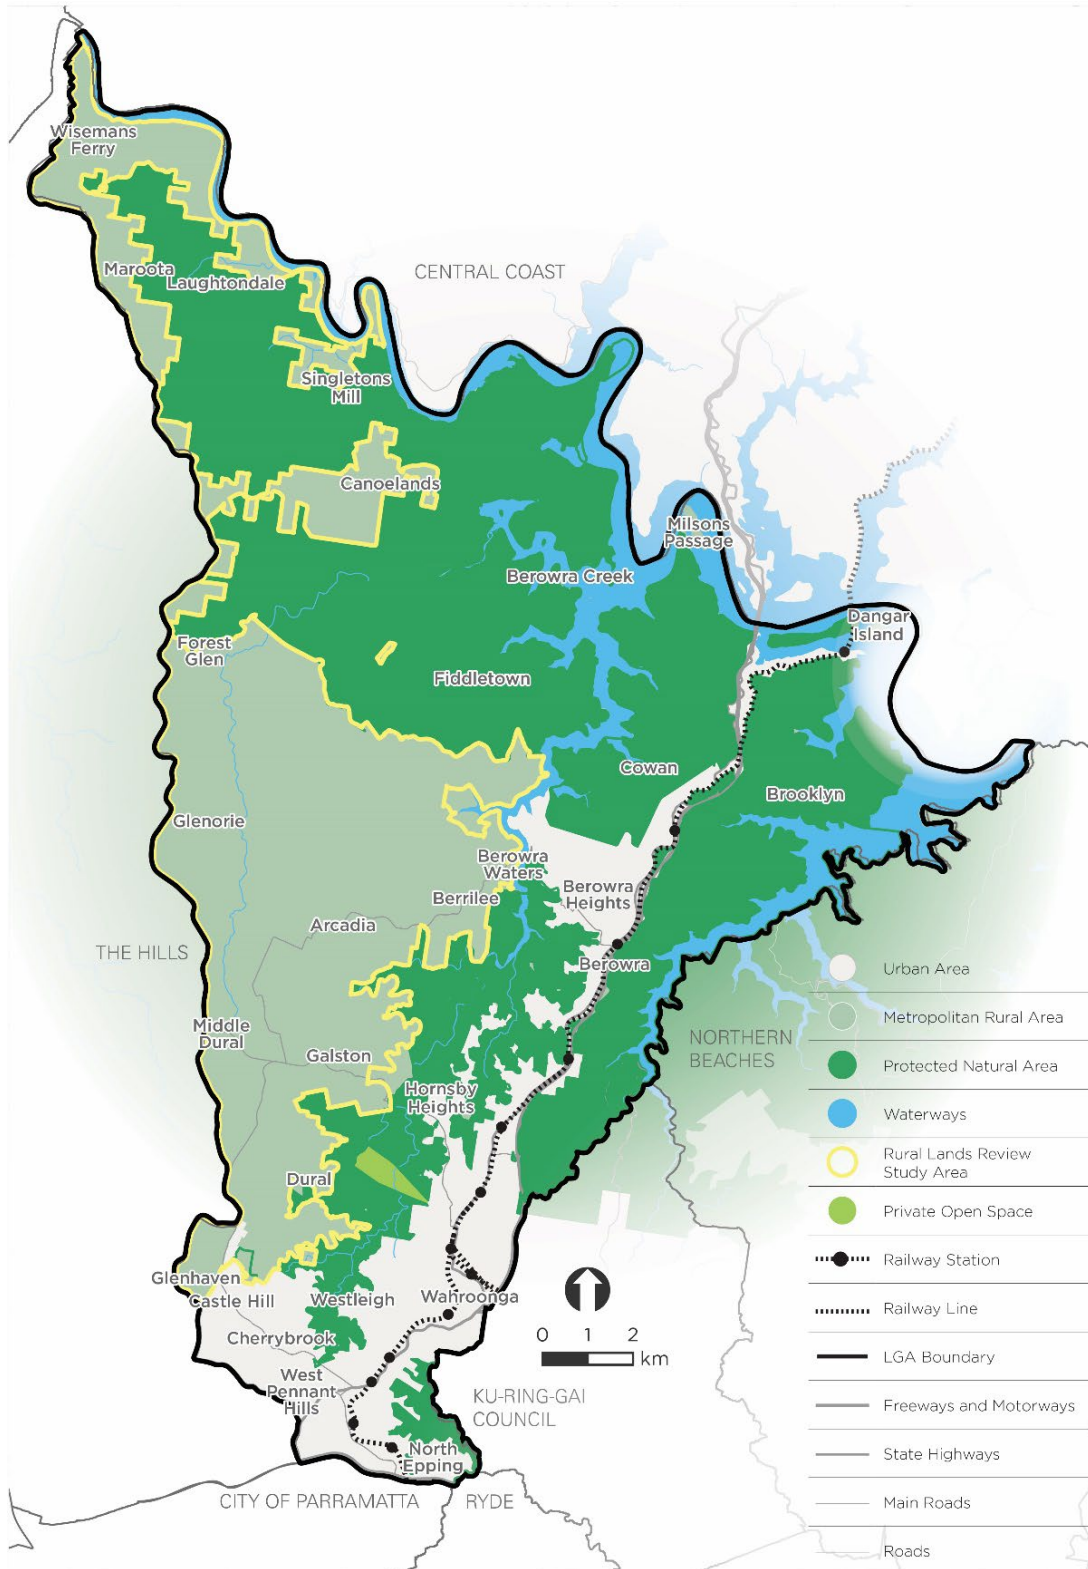 Wisemans
Ferry
CENTRAL COAST
Maroota
Laughtondale
Singletons
Mill
Canoelands
Milsons
Passage
Berowra Creek
Dangar
Island
Forest
Glen
Fiddletown
Cowan
Brooklyn
Glenorie
Berowra
Waters
Berowra
Heights
Berrilee
Arcadia
THE HILLS
Berowra
Middle
Dural
Galston
NORTHERN
BEACHES
Hornsby
Heights
Dural
Glenhaven
Castle Hill
Westleigh
Wahroonga
Cherrybrook
West
Pennant
Hills
KU-RING-GAI
COUNCIL
North
Epping
CITY OF PARRAMATTA
RYDE
0 1 2
km
Urban Area
Metropolitan Rural Area
Protected Natural Area
Waterways
Rural Lands Review
Study Area
Private Open Space
Railway Station
Railway Line
LGA Boundary
Freeways and Motorways
State Highways
Main Roads
Roads